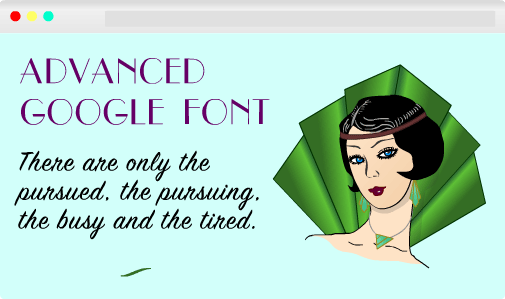 ADVANCED
GOOGLE FONT
There are only the
pursued, the pursuing,
the busy and the tired.